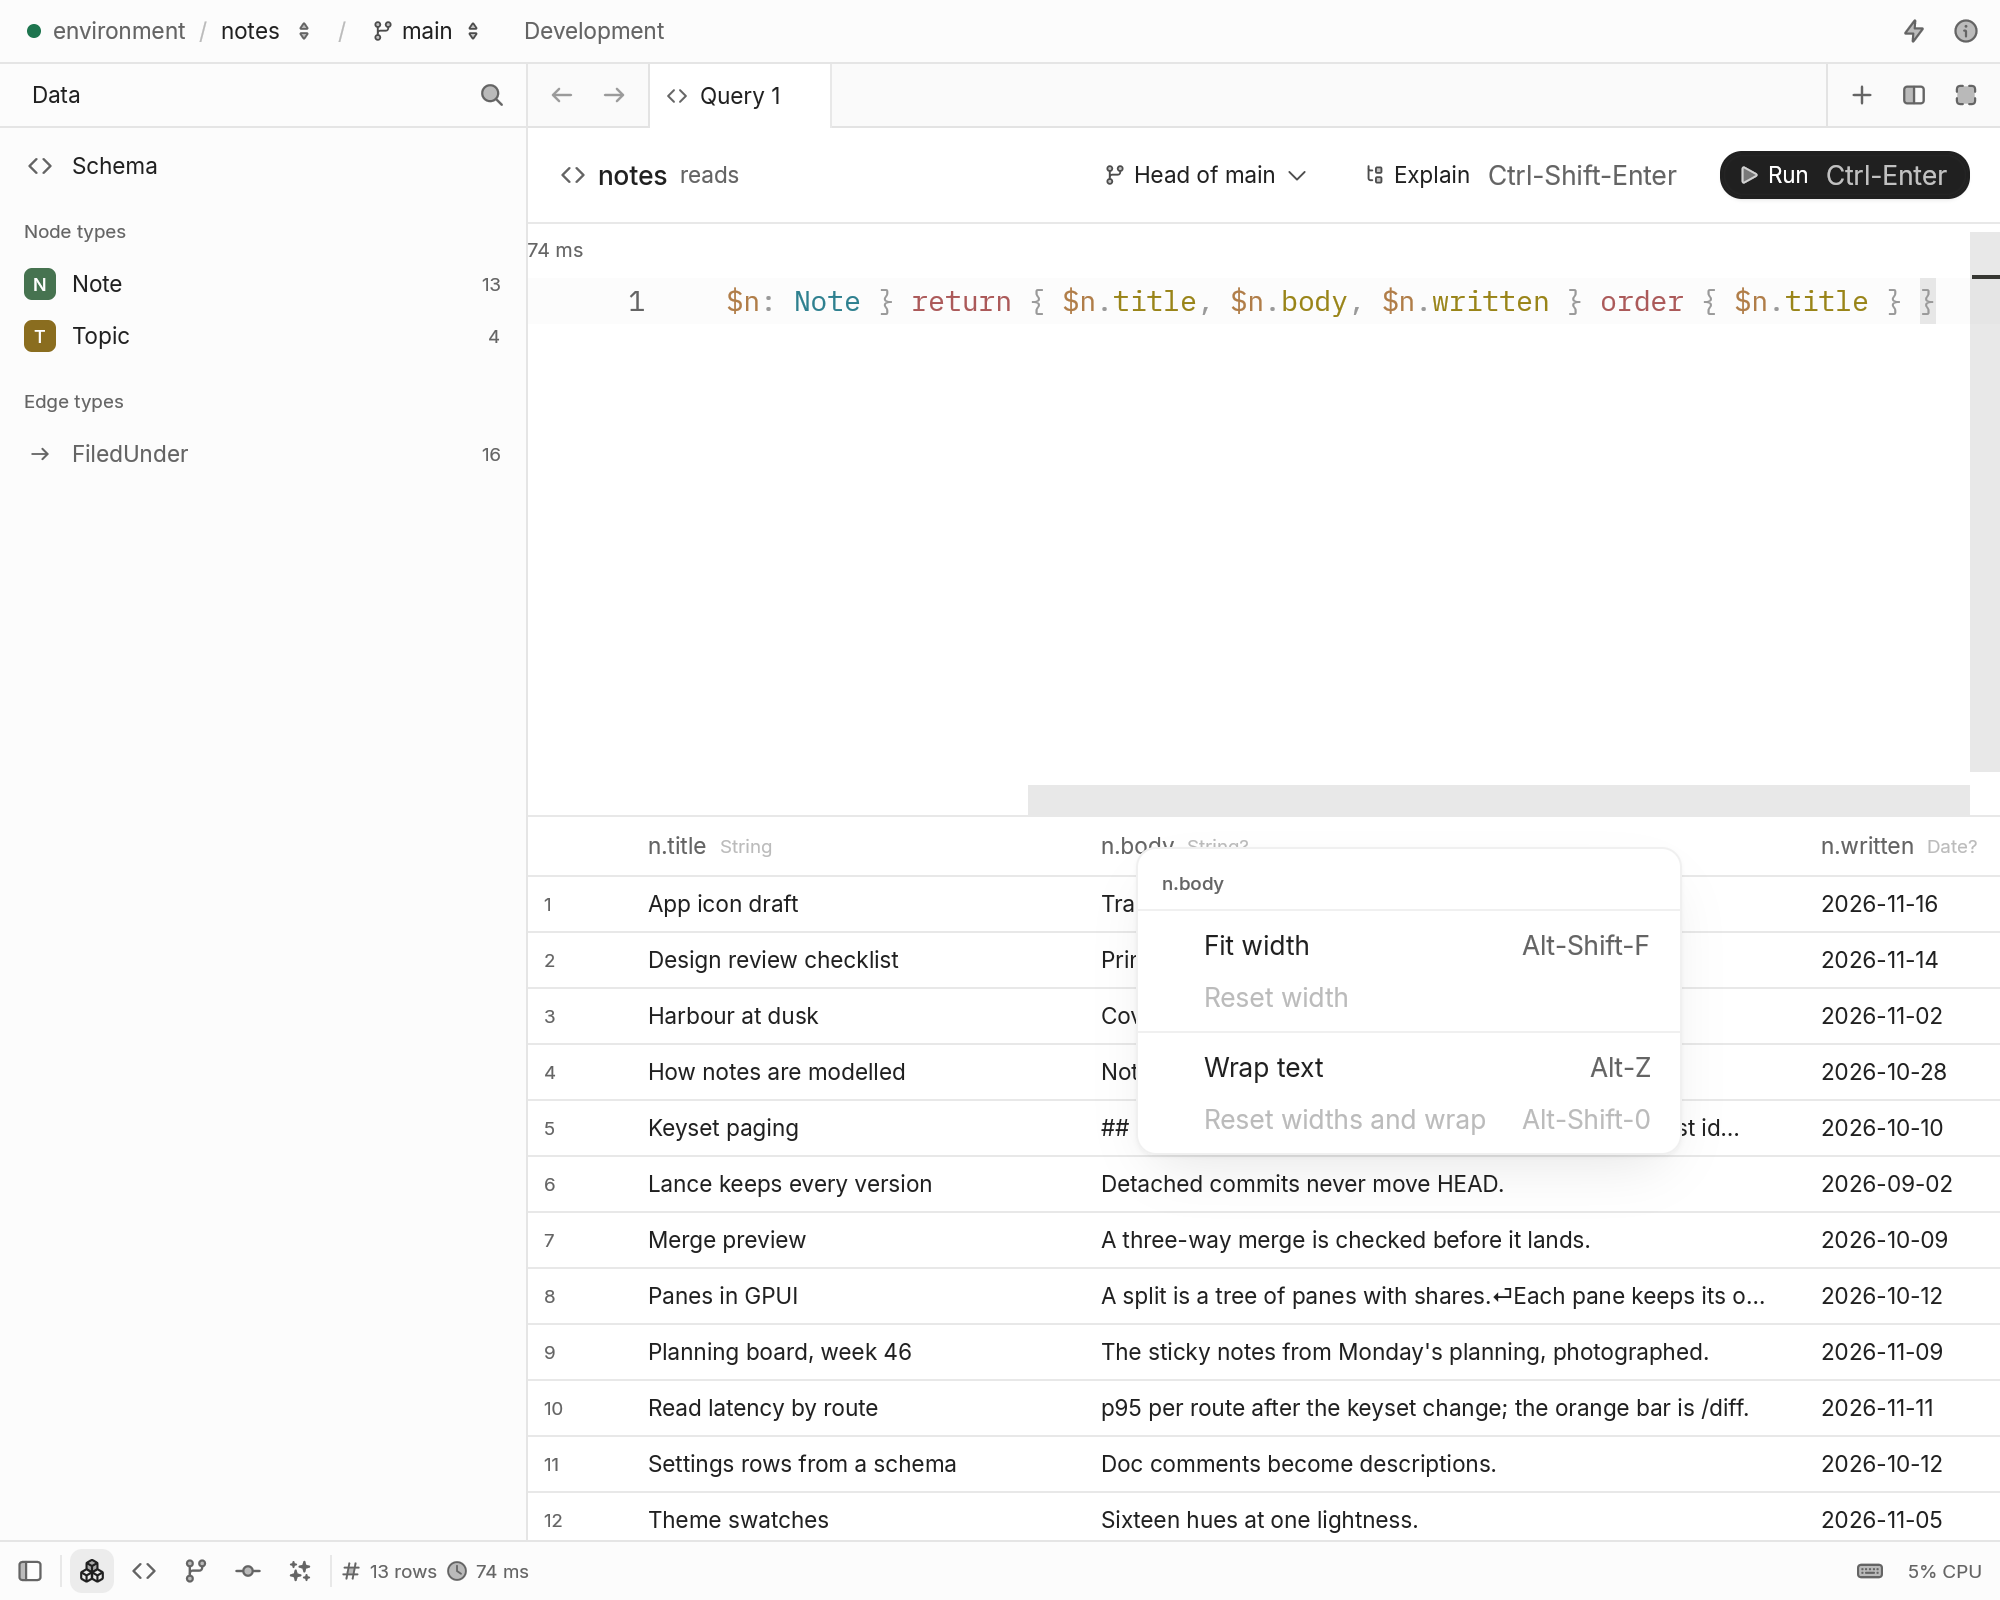 environment / notes / main Development
Data
Query 1
Schema
notes reads Head of main Explain Ctrl-Shift-Enter Run Ctrl-Enter
Node types
74 ms
N Note 13
1 $n: Note } return { $n.title, $n.body, $n.written } order { $n.title } }
T Topic 4
Edge types
FiledUnder 16
n.title String n.body String? n.written Date?
n.body
1 App icon draft Tra 2026-11-16
Fit width Alt-Shift-F
2 Design review checklist 2026-11-14
Reset width
3 Harbour at dusk 2026-11-02
Wrap text Alt-Z
4 How notes are modelled Not 2026-10-28
Reset widths and wrap Alt-Shift-0
5 Keyset paging ## st id… 2026-10-10
6 Lance keeps every version Detached commits never move HEAD. 2026-09-02
7 Merge preview A three-way merge is checked before it lands. 2026-10-09
8 Panes in GPUI A split is a tree of panes with shares.↵Each pane keeps its o… 2026-10-12
9 Planning board, week 46 The sticky notes from Monday's planning, photographed. 2026-11-09
10 Read latency by route p95 per route after the keyset change; the orange bar is /diff. 2026-11-11
11 Settings rows from a schema Doc comments become descriptions. 2026-10-12
12 Theme swatches Sixteen hues at one lightness. 2026-11-05
13 rows 74 ms 5% CPU